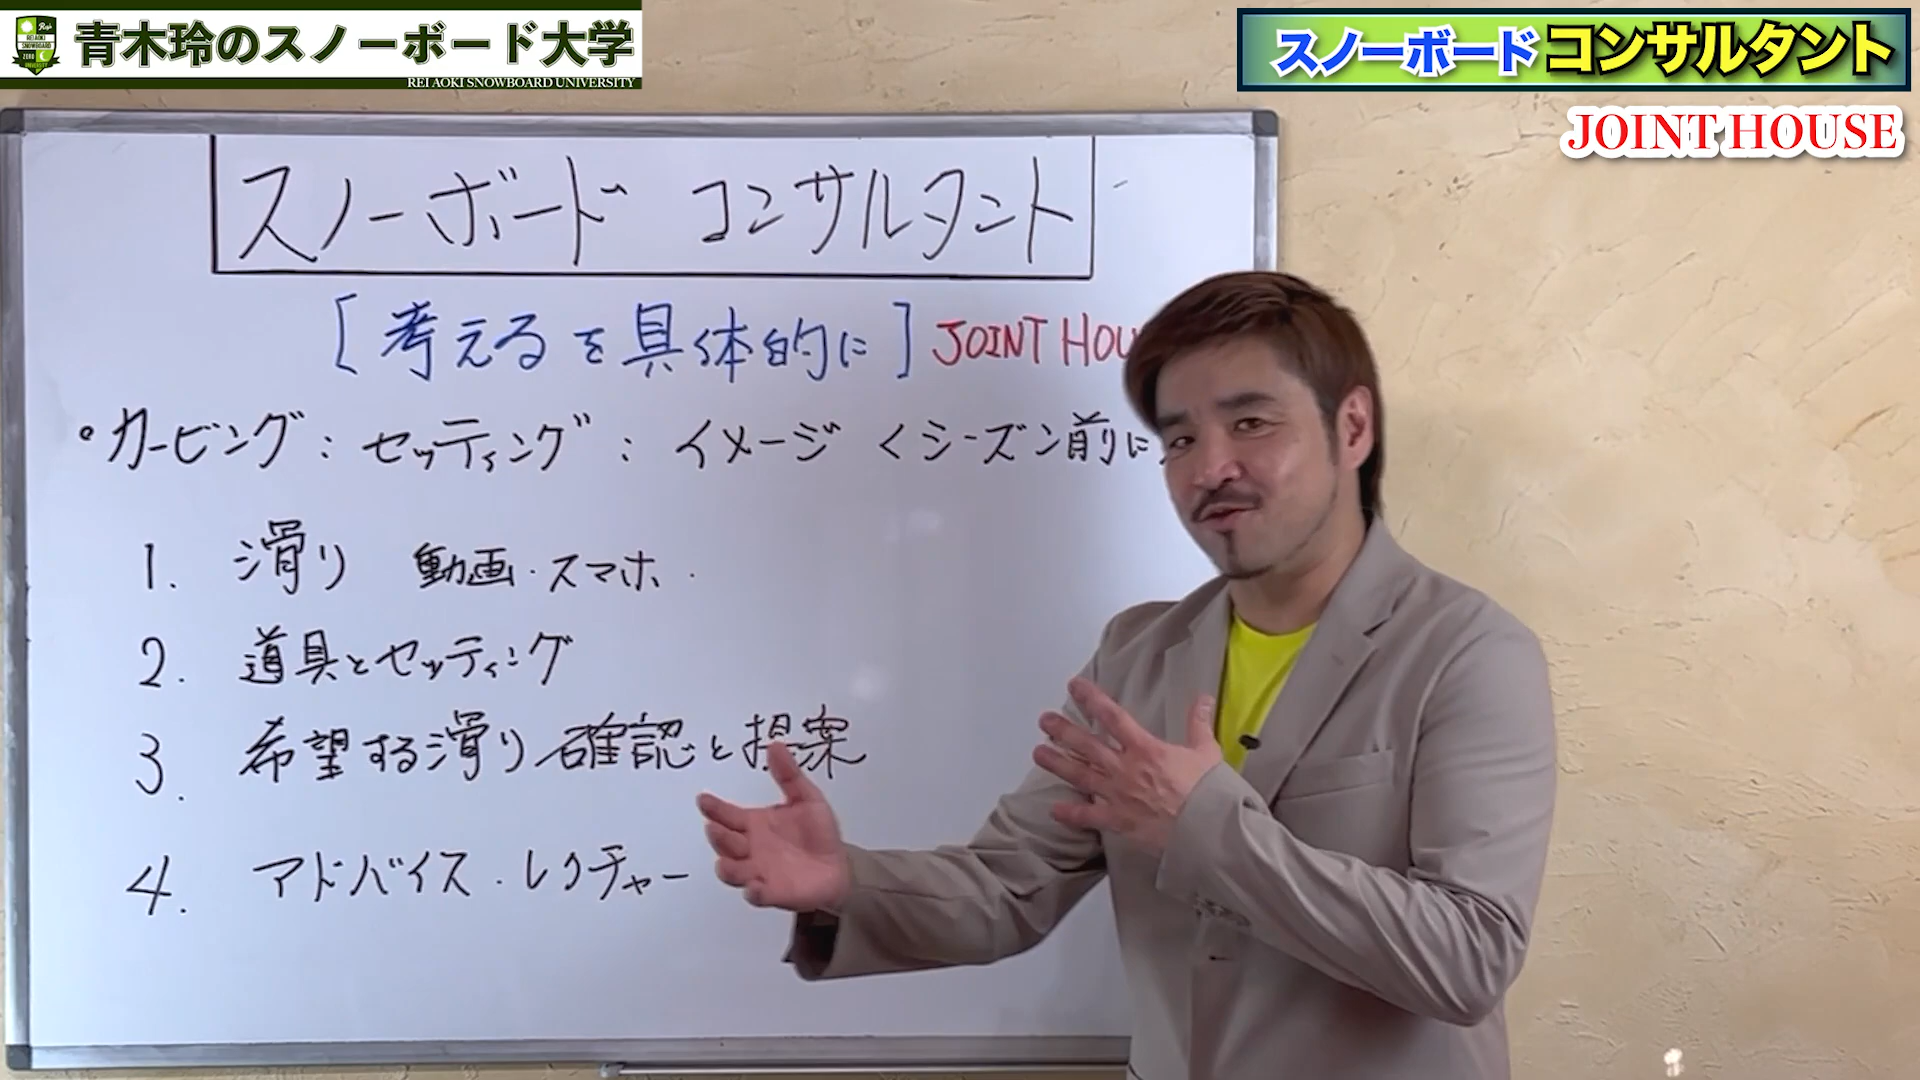 青木玲のスノーボード大学
REI AOKI SNOWBOARD UNIVERSITY
スノーボード コンサルタント
JOINT HOUSE
スノーボード コンサルタント
[考えるを具体的に] JOINT HOU
・カービング：セッティング：イメージ <シーズン前に
1. 滑り 動画・スマホ・
2. 道具とセッティング
3. 希望する滑り確認と提案
4. アドバイス・レクチャー